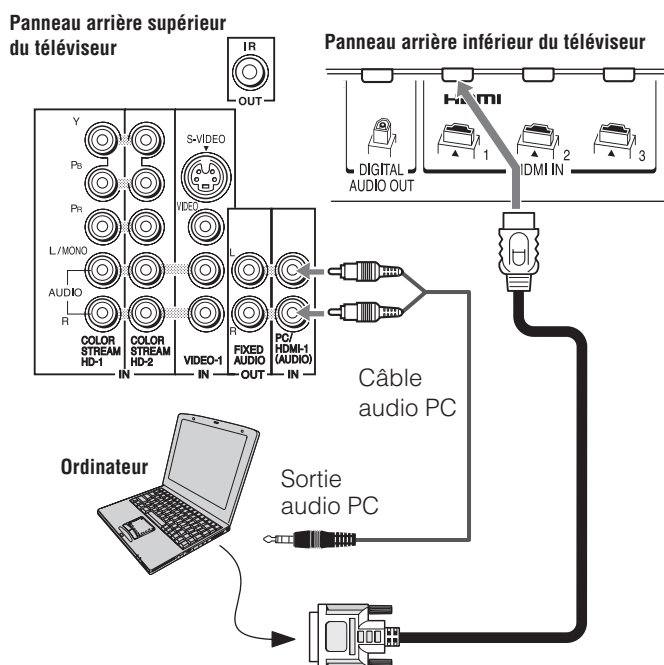 Panneau arrière supérieur
du téléviseur
IR
OUT
Panneau arrière inférieur du téléviseur
HDMI
DIGITAL
AUDIO OUT
1
2
3
HDMI IN
Y
PB
PR
L/MONO
AUDIO
R
S-VIDEO
VIDEO
L
R
COLOR
STREAM
HD-1
COLOR
STREAM
HD-2
IN
VIDEO-1
IN
FIXED
AUDIO
OUT
PC/
HDMI-1
(AUDIO)
IN
Câble
audio PC
Ordinateur
Sortie
audio PC